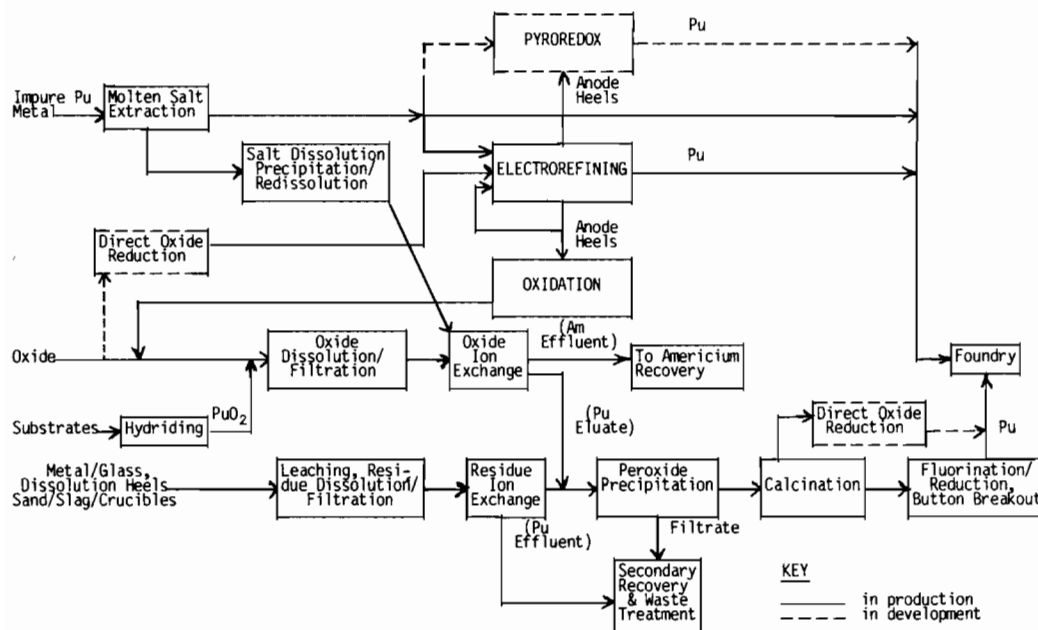 PYROREDOX
Pu
Impure Pu
Metal
Molten Salt
Extraction
Anode
Heels
Salt Dissolution
Precipitation/
Redissolution
ELECTROREFINING
Pu
Direct Oxide
Reduction
Anode
Heels
OXIDATION
Oxide
Oxide
Dissolution/
Filtration
Oxide
Ion
Exchange
(Am
Effluent)
To Americium
Recovery
Foundry
Substrates
Hydriding
PuO2
(Pu
Eluate)
Direct Oxide
Reduction
Pu
Metal/Glass,
Dissolution Heels
Sand/Slag/Crucibles
Leaching, Resi-
due Dissolution/
Filtration
Residue
Ion
Exchange
Peroxide
Precipitation
Calcination
Fluorination/
Reduction,
Button Breakout
(Pu
Effluent)
Filtrate
Secondary
Recovery
& Waste
Treatment
KEY
in production
in development